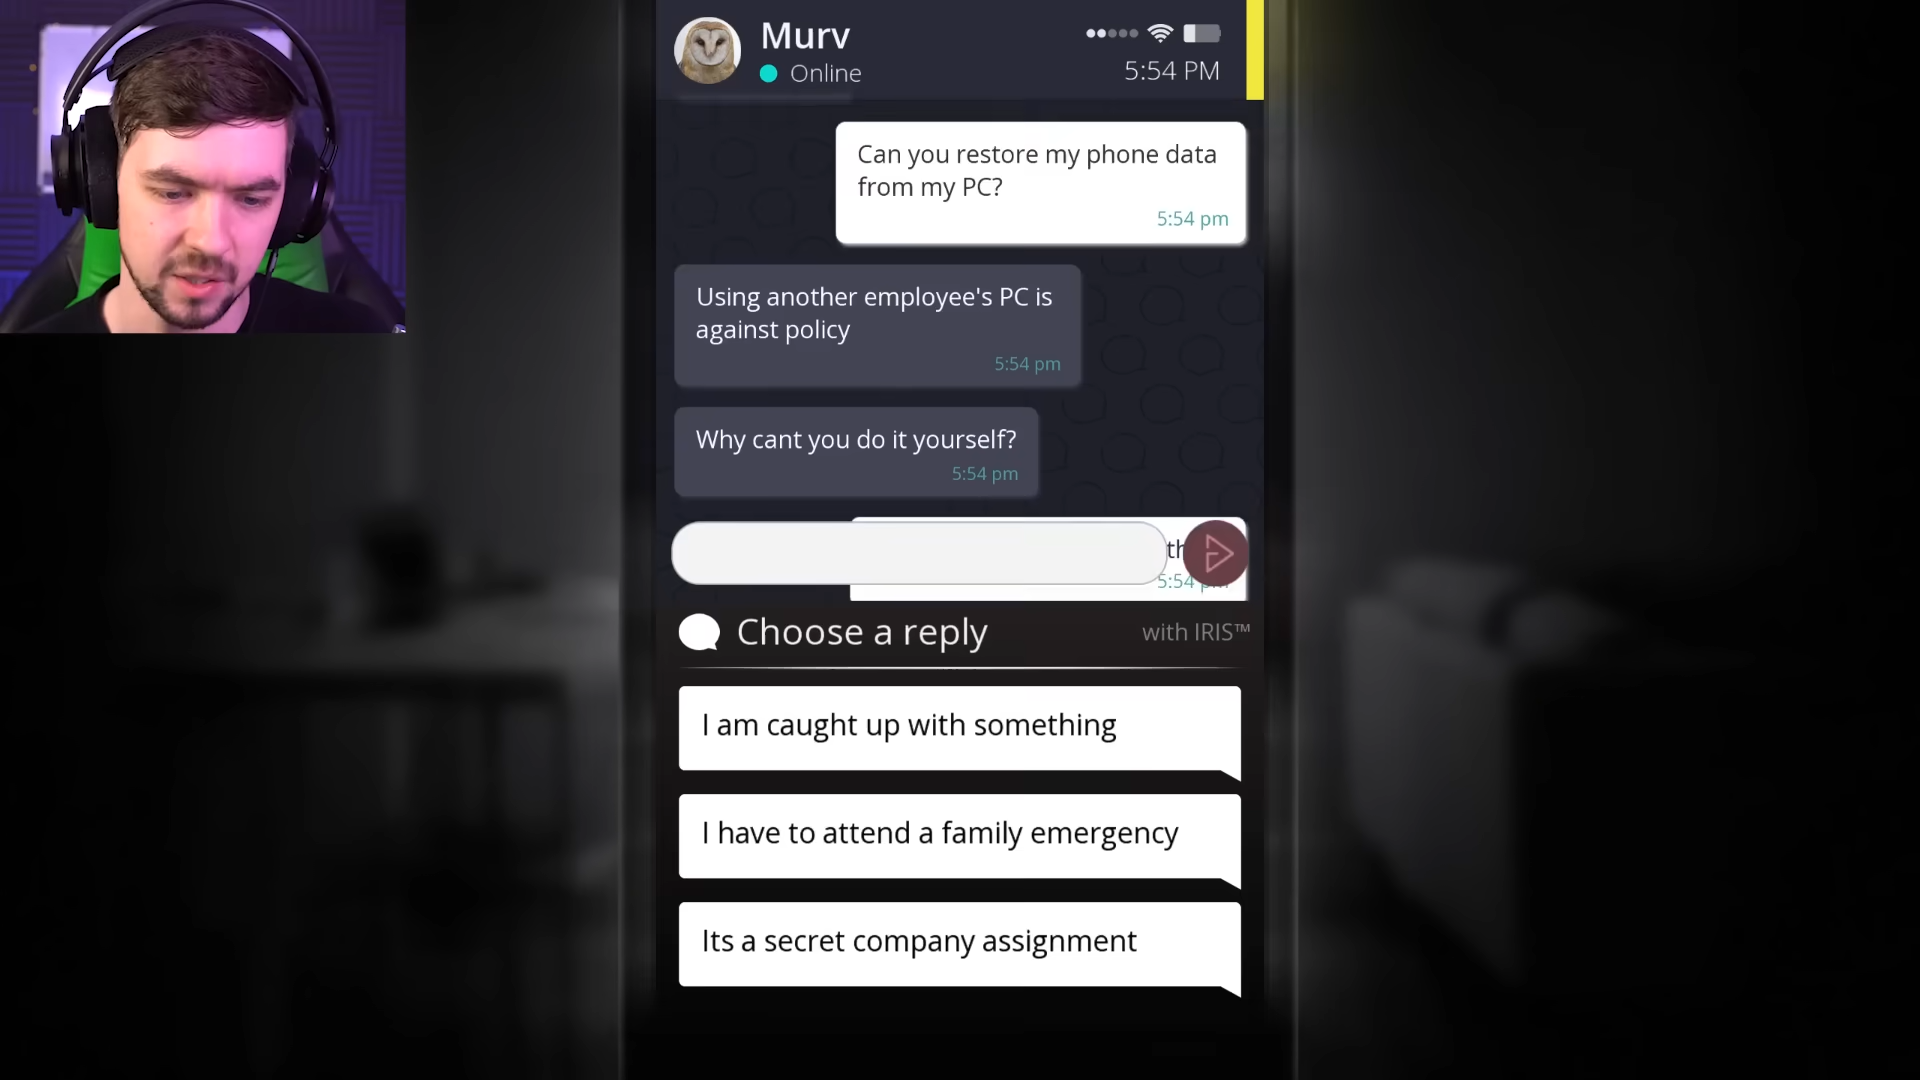 Murv
Online
5:54 PM
Can you restore my phone data
from my PC?
5:54 pm
Using another employee's PC is
against policy
5:54 pm
Why cant you do it yourself?
5:54 pm
5:54
Choose a reply
with IRIS™
I am caught up with something
I have to attend a family emergency
Its a secret company assignment